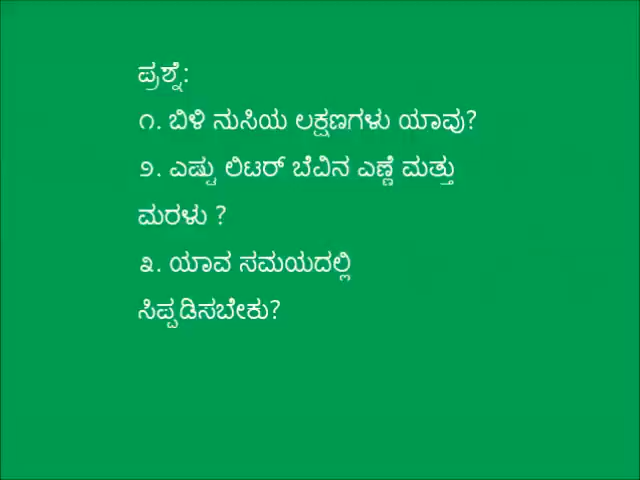 ಪ್ರಶ್ನೆ:
೧. ಬಿಳಿ ನುಸಿಯ ಲಕ್ಷಣಗಳು ಯಾವು?
೨. ಎಷ್ಟು ಲಿಟರ್ ಬೆವಿನ ಎಣ್ಣೆ ಮತ್ತು
ಮರಳು ?
೩. ಯಾವ ಸಮಯದಲ್ಲಿ
ಸಿಪ್ಪಡಿಸಬೇಕು?